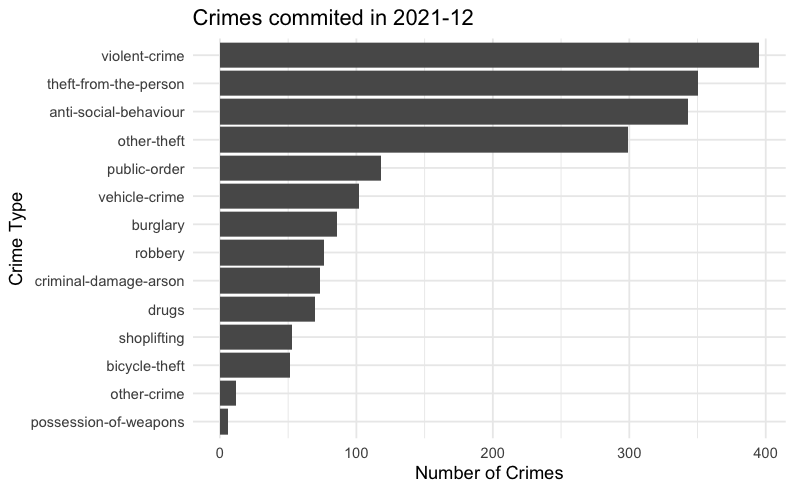 Crimes commited in 2021-12
Crime Type
violent-crime
theft-from-the-person
anti-social-behaviour
other-theft
public-order
vehicle-crime
burglary
robbery
criminal-damage-arson
drugs
shoplifting
bicycle-theft
other-crime
possession-of-weapons
0 100 200 300 400
Number of Crimes